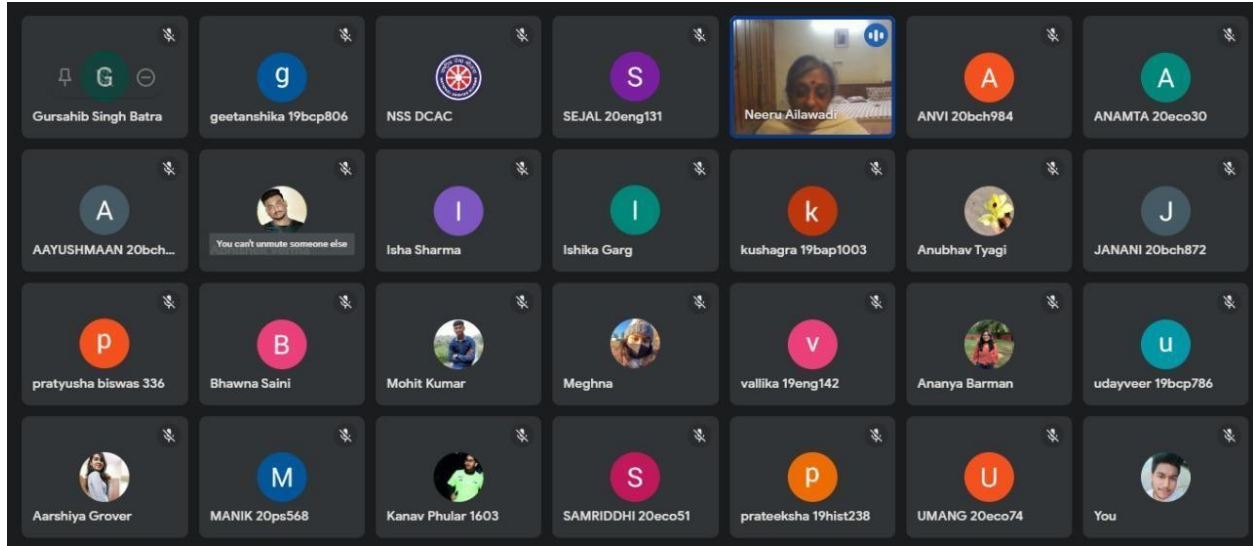 G
Gursahib Singh Batra
g
geetanshika 19bcp806
NSS DCAC
S
SEJAL 20eng131
Neeru Ailawadi
A
ANVI 20bch984
A
ANAMTA 20eco30
A
AAYUSHMAAN 20bch...
You can't unmute someone else
I
Isha Sharma
I
Ishika Garg
k
kushagra 19bap1003
Anubhav Tyagi
J
JANANI 20bch872
p
pratyusha biswas 336
B
Bhawna Saini
Mohit Kumar
Meghna
v
vallika 19eng142
Ananya Barman
u
udayveer 19bcp786
Aarshiya Grover
M
MANIK 20ps568
Kanav Phular 1603
S
SAMRIDDHI 20eco51
p
prateeksha 19hist238
U
UMANG 20eco74
You